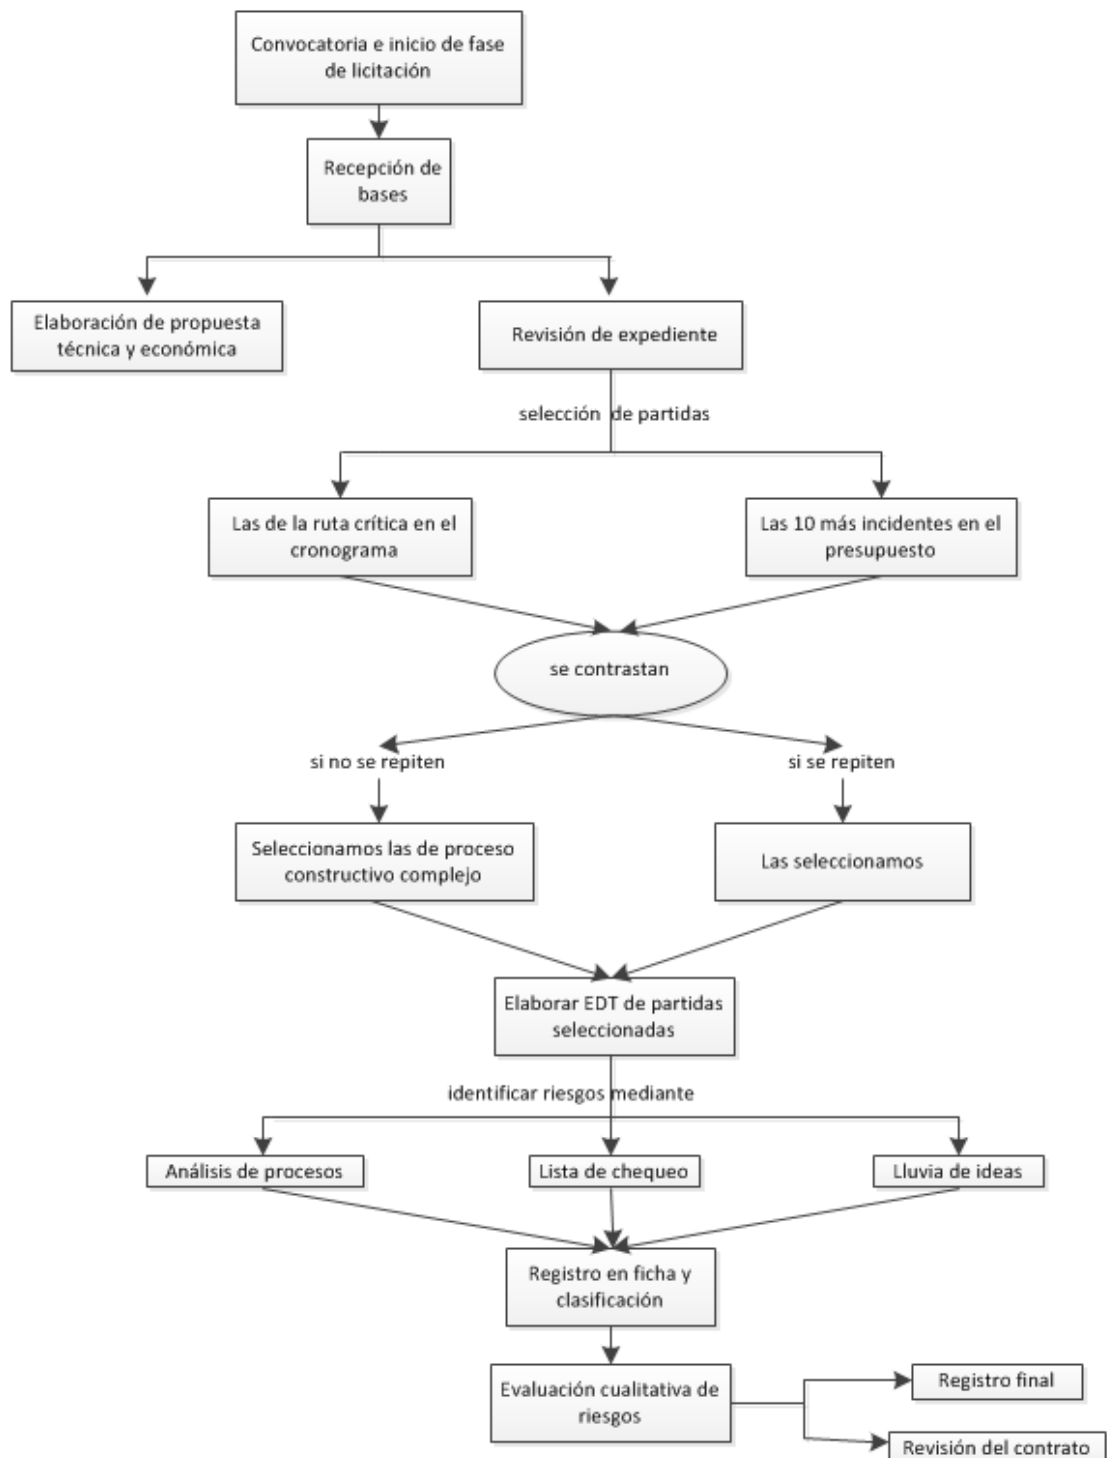 Convocatoria e inicio de fase
de licitación
Recepción de
bases
Elaboración de propuesta
técnica y económica
Revisión de expediente
selección de partidas
Las de la ruta crítica en el
cronograma
Las 10 más incidentes en el
presupuesto
se contrastan
si no se repiten
si se repiten
Seleccionamos las de proceso
constructivo complejo
Las seleccionamos
Elaborar EDT de partidas
seleccionadas
identificar riesgos mediante
Análisis de procesos
Lista de chequeo
Lluvia de ideas
Registro en ficha y
clasificación
Evaluación cualitativa de
riesgos
Registro final
Revisión del contrato